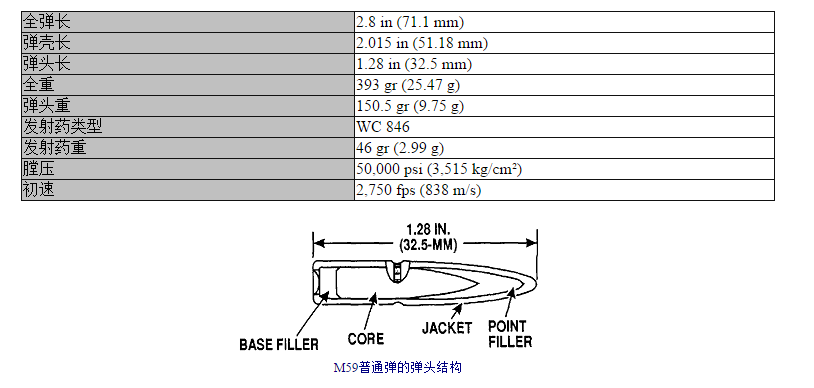 全弹长 2.8 in (71.1 mm)
弹壳长 2.015 in (51.18 mm)
弹头长 1.28 in (32.5 mm)
全重 393 gr (25.47 g)
弹头重 150.5 gr (9.75 g)
发射药类型 WC 846
发射药重 46 gr (2.99 g)
膛压 50,000 psi (3,515 kg/cm²)
初速 2,750 fps (838 m/s)
1.28 IN.
(32.5-MM)
BASE FILLER CORE JACKET POINT
FILLER
M59普通弹的弹头结构